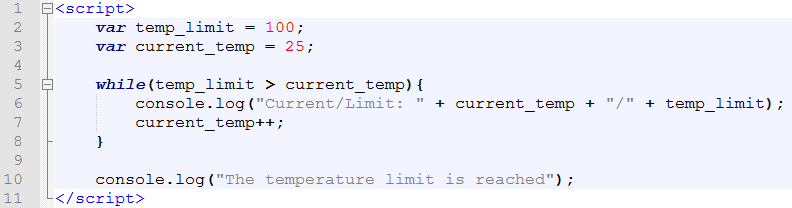 1 <script>
2 var temp_limit = 100;
3 var current_temp = 25;
4
5 while(temp_limit > current_temp){
6 console.log("Current/Limit: " + current_temp + "/" + temp_limit);
7 current_temp++;
8 }
9
10 console.log("The temperature limit is reached");
11 </script>